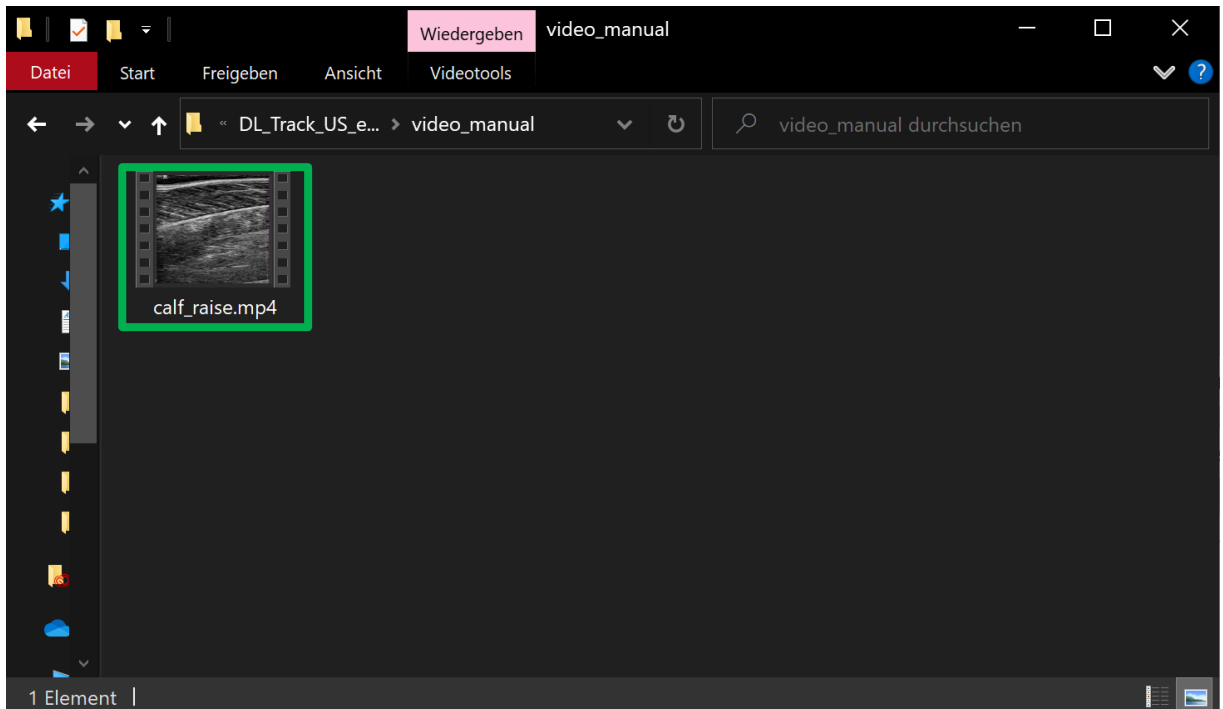 Wiedergeben video_manual
Datei Start Freigeben Ansicht Videotools
« DL_Track_US_e... > video_manual video_manual durchsuchen
calf_raise.mp4
1 Element